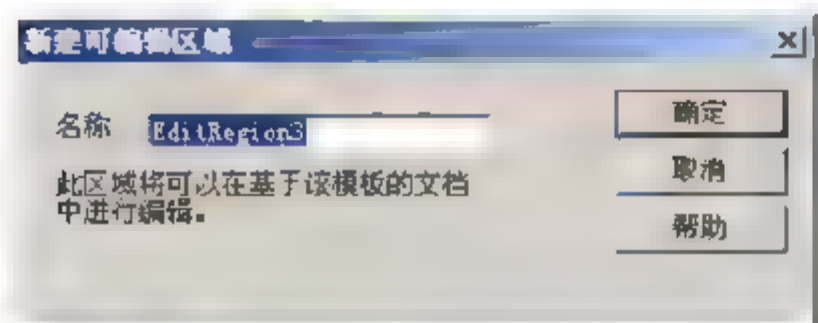 新建可编辑区域
名称 EditRegion3
确定
取消
此区域将可以在基于该模板的文档
中进行编辑。
帮助